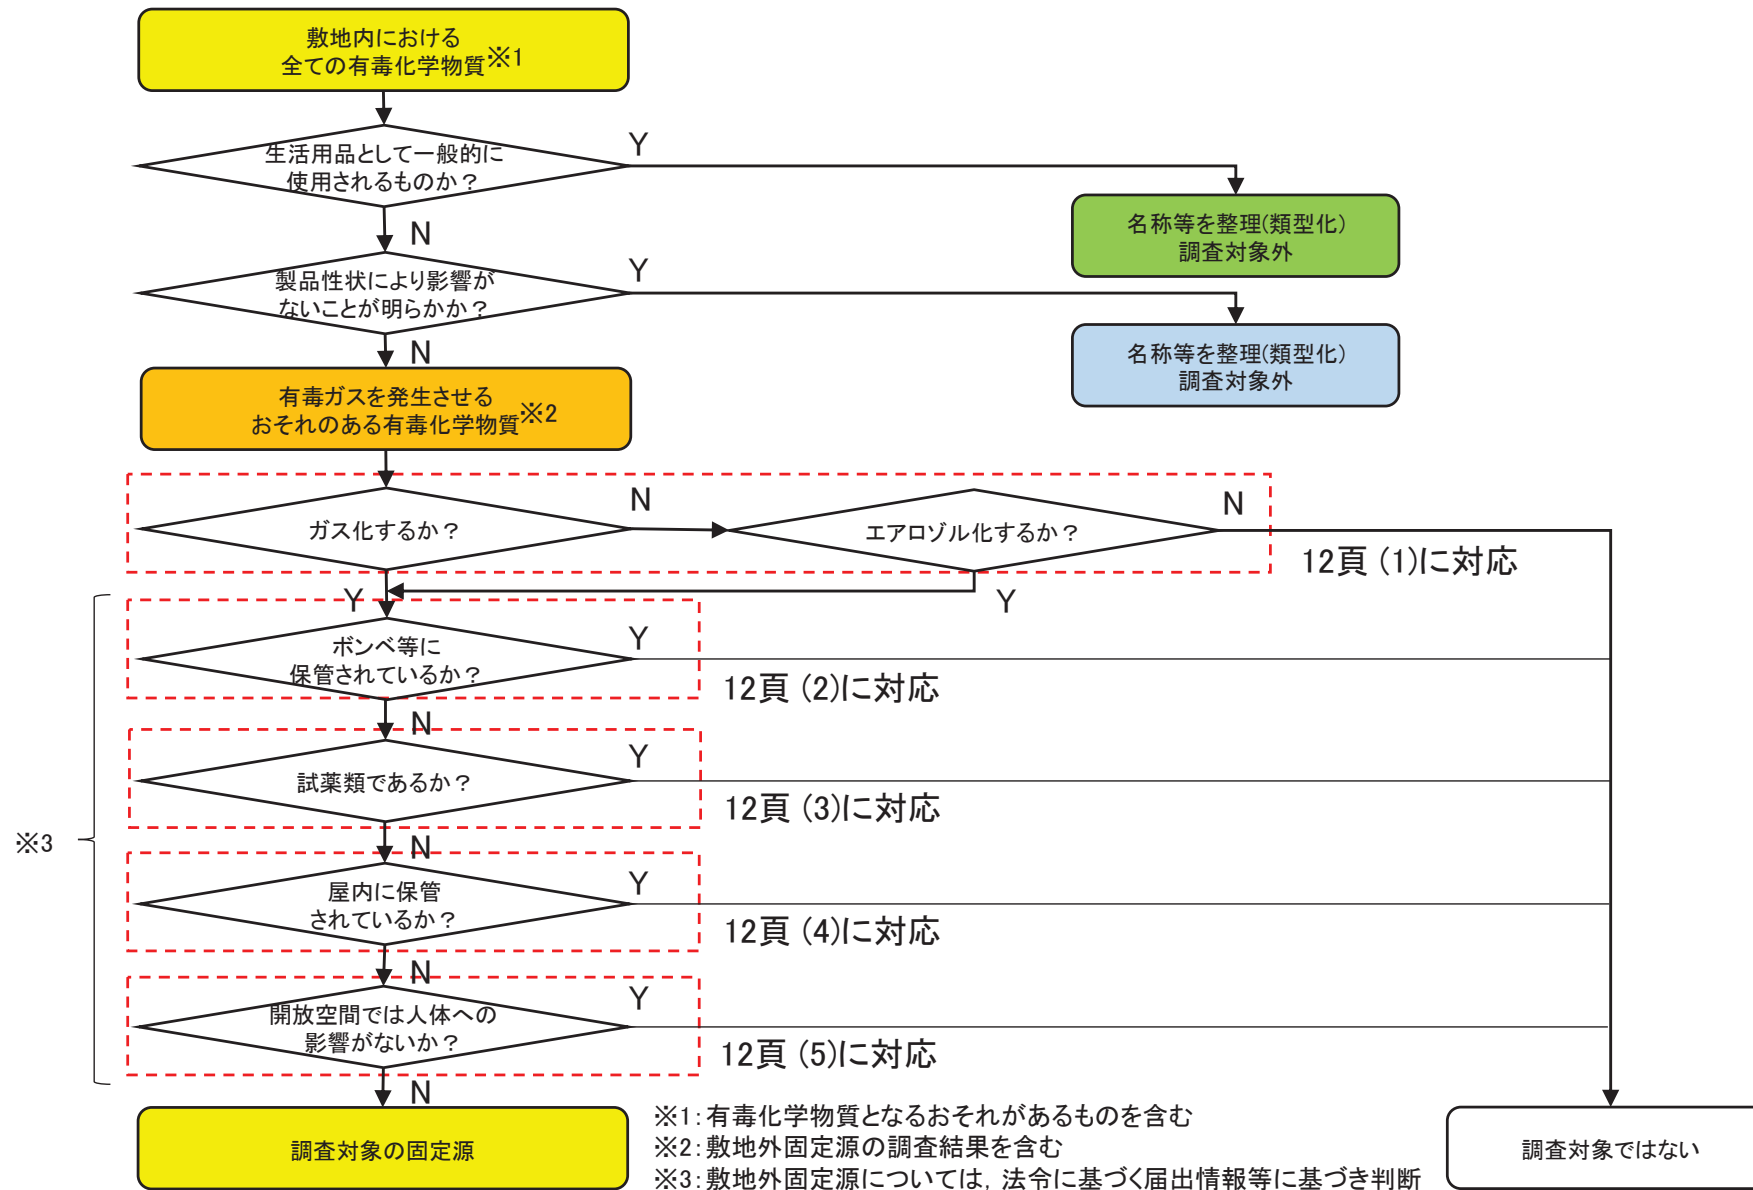 敷地内における
全ての有毒化学物質※1
生活用品として一般的に
使用されるものか？
Y
N
名称等を整理(類型化)
調査対象外
製品性状により影響が
ないことが明らかか？
Y
N
名称等を整理(類型化)
調査対象外
有毒ガスを発生させる
おそれのある有毒化学物質※2
ガス化するか？
N
エアロゾル化するか？
N
12頁 (1)に対応
Y
Y
ボンベ等に
保管されているか？
Y
12頁 (2)に対応
N
試薬類であるか？
Y
12頁 (3)に対応
※3
N
屋内に保管
されているか？
Y
12頁 (4)に対応
N
開放空間では人体への
影響がないか？
Y
12頁 (5)に対応
N
調査対象の固定源
※1：有毒化学物質となるおそれがあるものを含む
※2：敷地外固定源の調査結果を含む
※3：敷地外固定源については，法令に基づく届出情報等に基づき判断
調査対象ではない